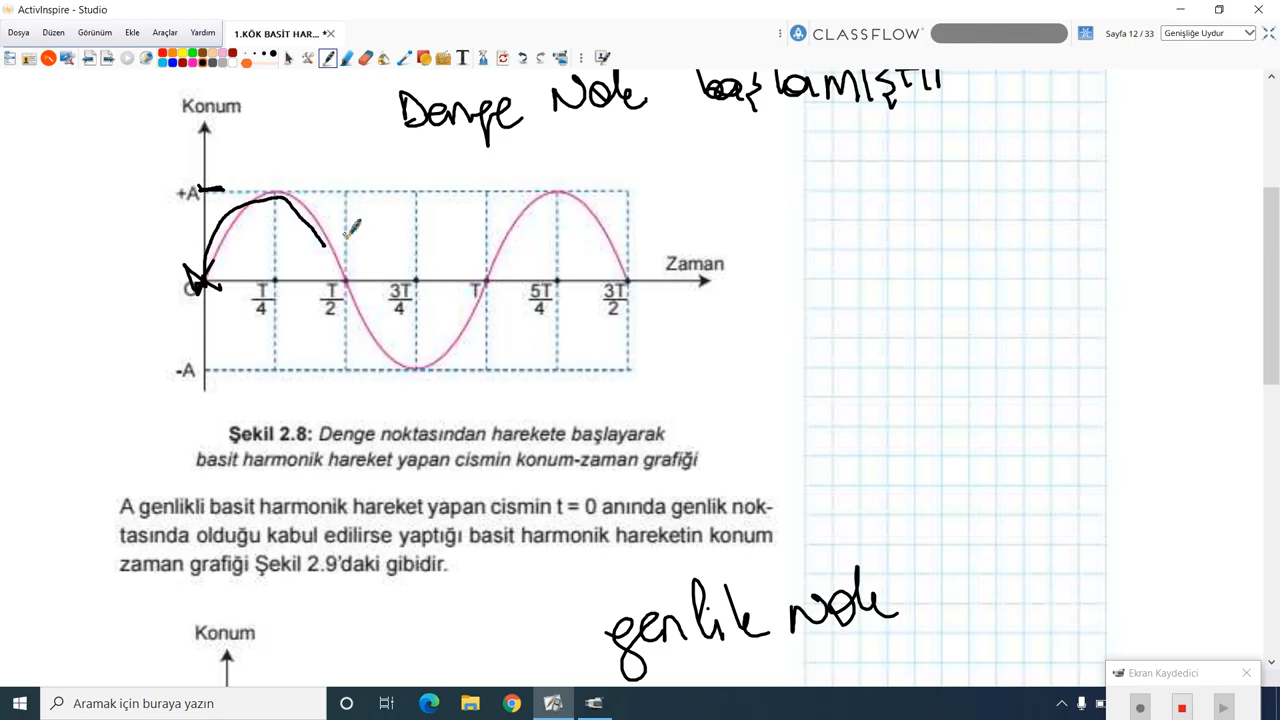 ActivInspire - Studio
Dosya Düzen Görünüm Ekle Araçlar Yardım
1.KÖK BASİT HAR... *
CLASSFLOW
Sayfa 12 / 33
Genişliğe Uydur
Denge Nok başlamıştır
Konum
+A
O
-A
T/4 T/2 3T/4 T 5T/4 3T/2
Zaman
Şekil 2.8: Denge noktasından harekete başlayarak
basit harmonik hareket yapan cismin konum-zaman grafiği
A genlikli basit harmonik hareket yapan cismin t = 0 anında genlik nok-
tasında olduğu kabul edilirse yaptığı basit harmonik hareketin konum
zaman grafiği Şekil 2.9'daki gibidir.
genlik Nok
Konum
Ekran Kaydedici
Aramak için buraya yazın